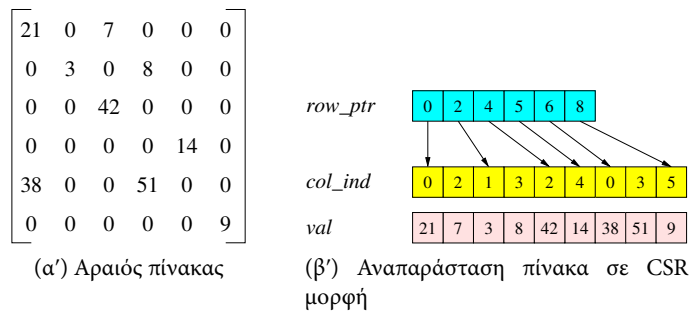 21 0 7 0 0 0
0 3 0 8 0 0
0 0 42 0 0 0
0 0 0 0 14 0
38 0 0 51 0 0
0 0 0 0 0 9
(αʹ) Αραιός πίνακας
row_ptr 0 2 4 5 6 8
col_ind 0 2 1 3 2 4 0 3 5
val 21 7 3 8 42 14 38 51 9
(βʹ) Αναπαράσταση πίνακα σε CSR
μορφή